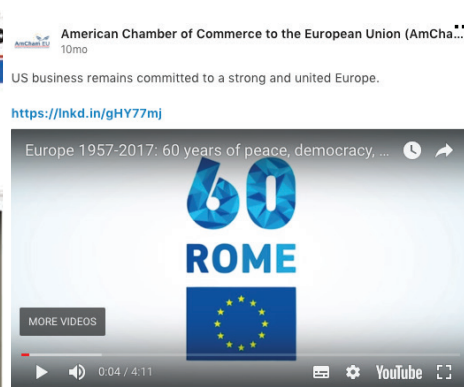 American Chamber of Commerce to the European Union (AmCha...
AmCham EU
10mo
US business remains committed to a strong and united Europe.
https://lnkd.in/gHY77mj
Europe 1957-2017: 60 years of peace, democracy, ...
60
ROME
MORE VIDEOS
0:04 / 4:11
YouTube